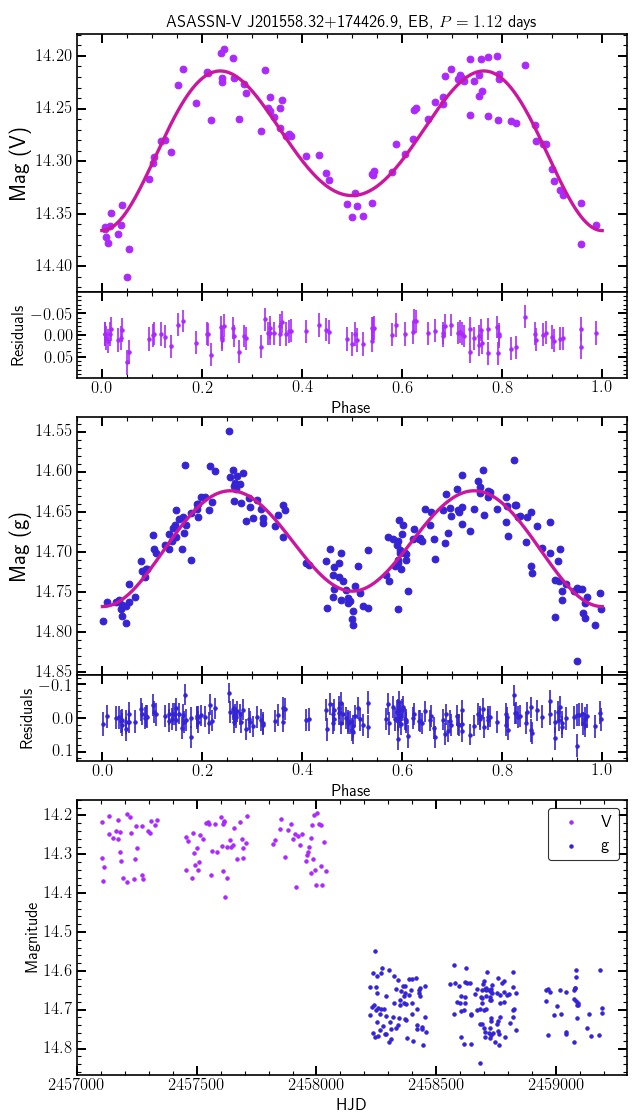 ASASSN-V J201558.32+174426.9, EB, P = 1.12 days
14.20
14.25
14.30
14.35
14.40
Mag (V)
−0.05
0.00
0.05
Residuals
0.0 0.2 0.4 0.6 0.8 1.0
Phase
14.55
14.60
14.65
14.70
14.75
14.80
14.85
Mag (g)
−0.1
0.0
0.1
Residuals
0.0 0.2 0.4 0.6 0.8 1.0
Phase
14.2
14.3
14.4
14.5
14.6
14.7
14.8
Magnitude
V
g
2457000 2457500 2458000 2458500 2459000
HJD